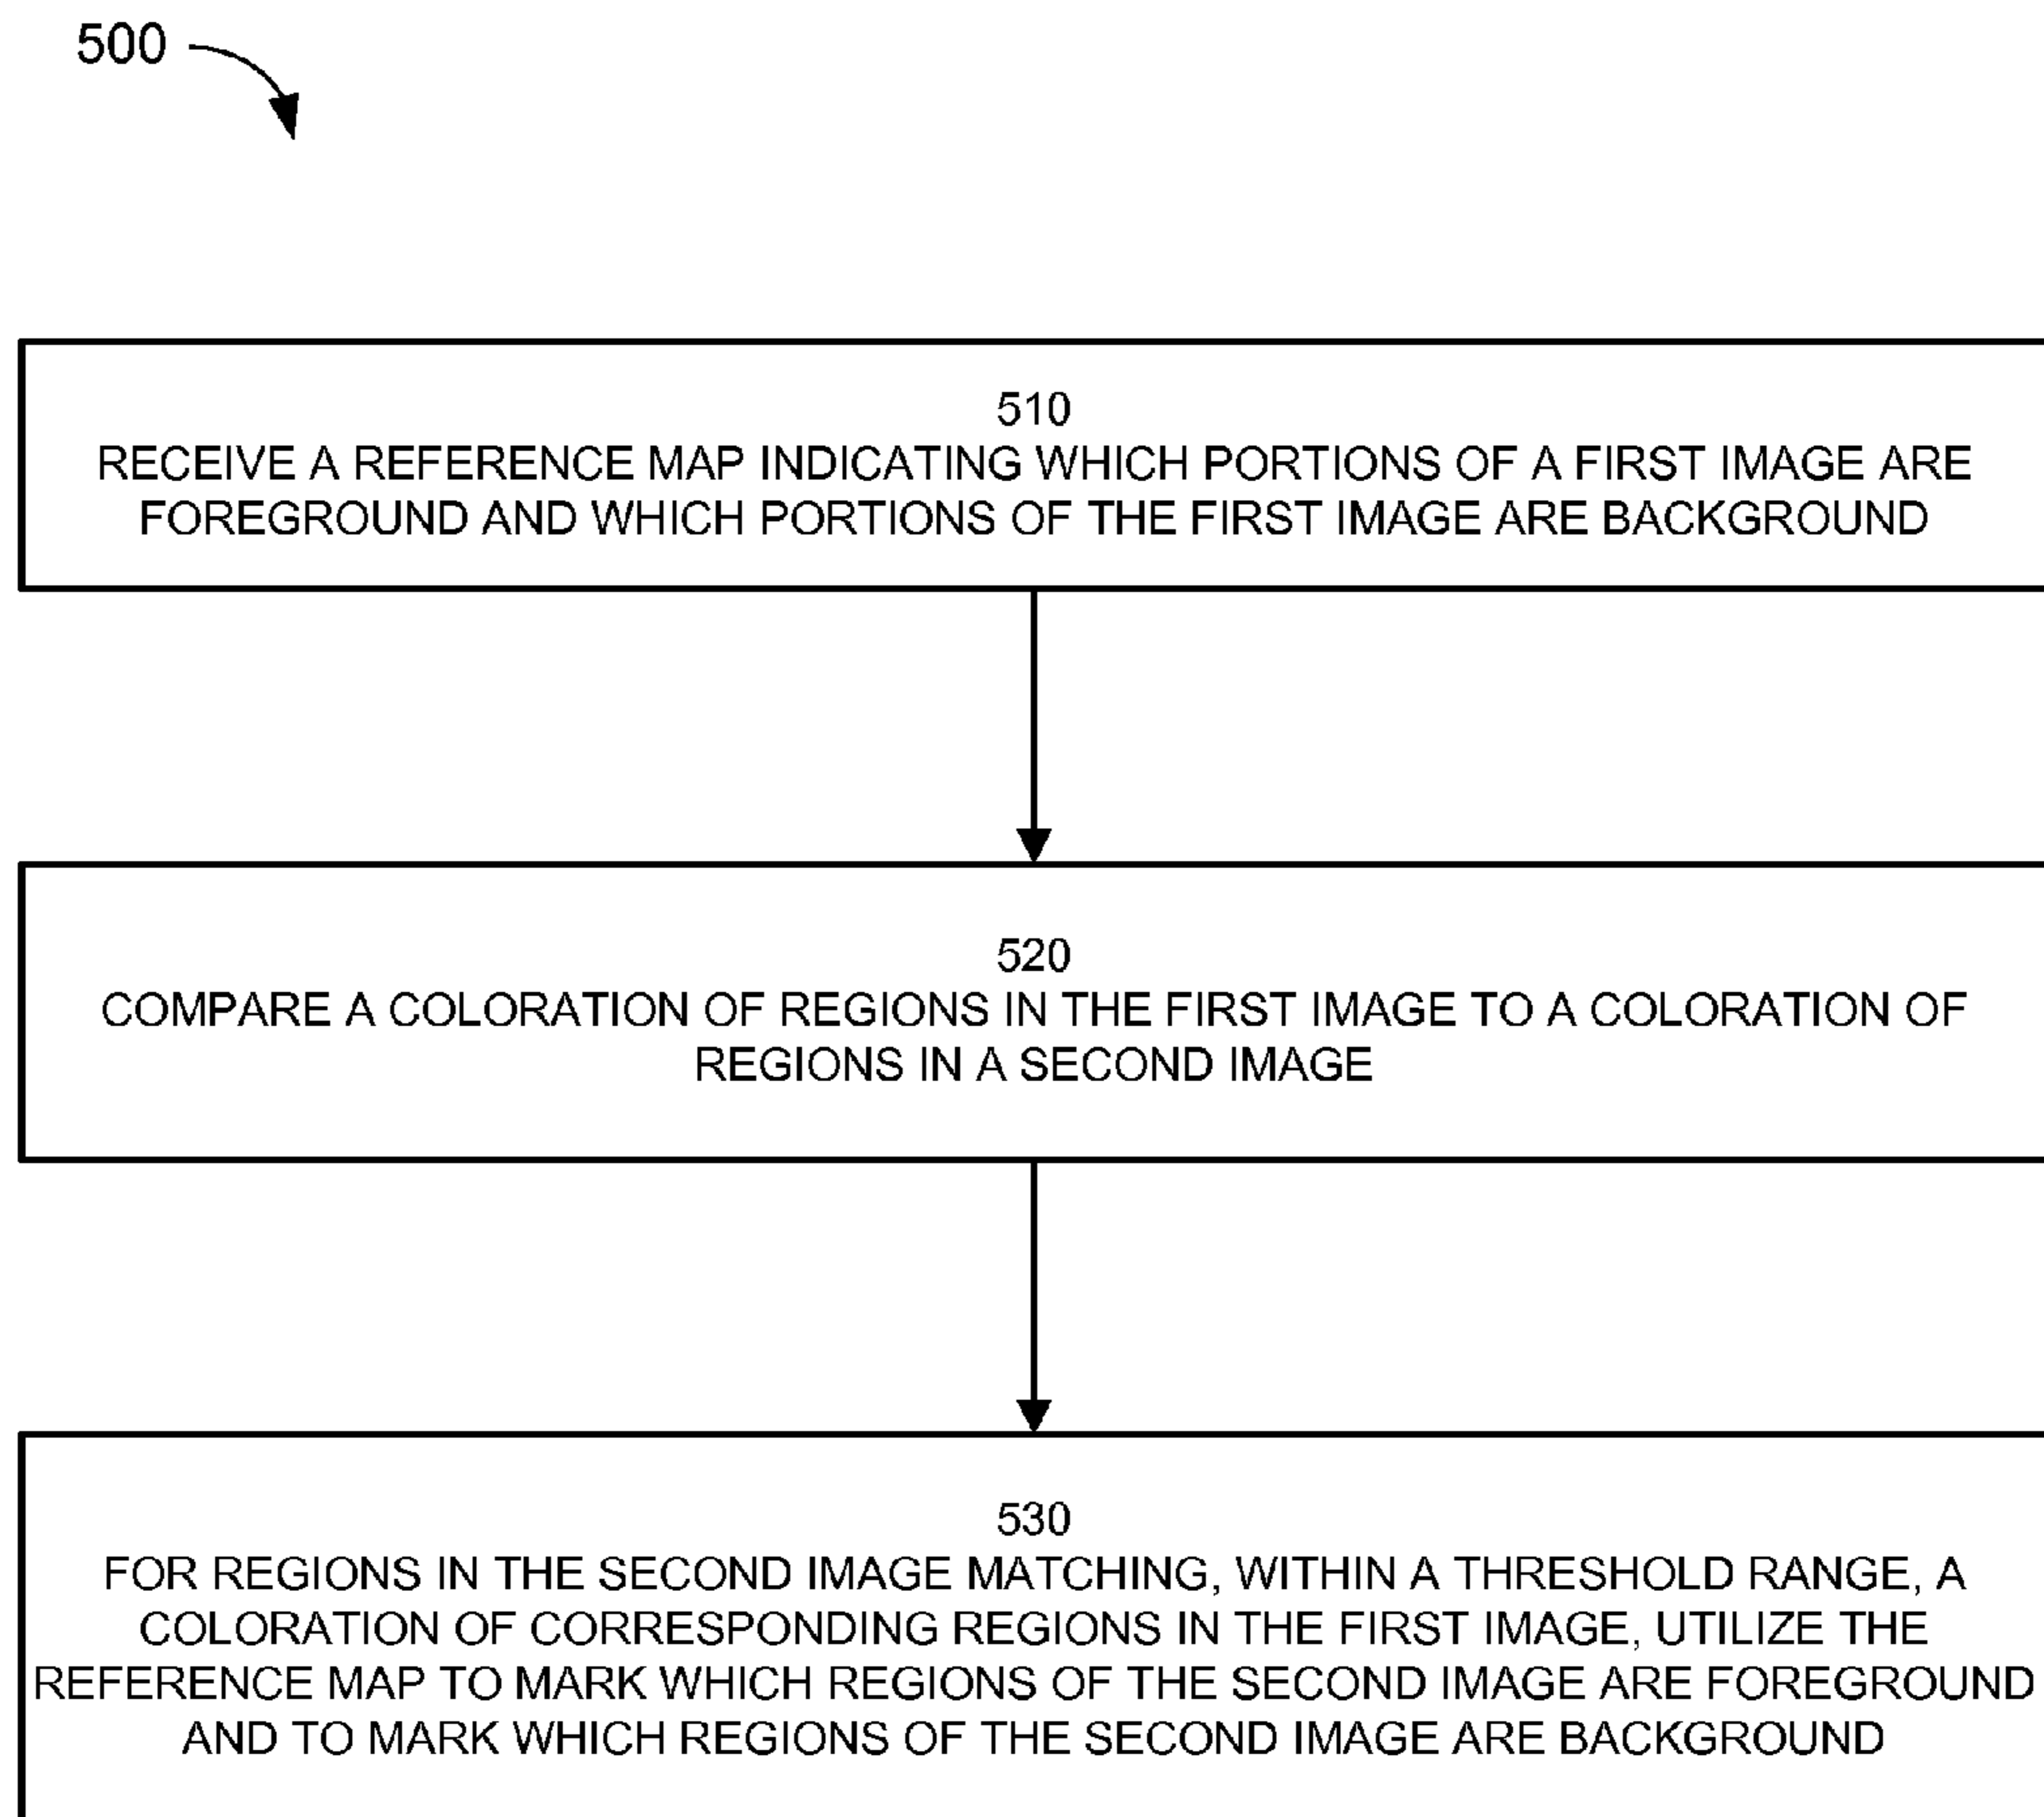 500
510
RECEIVE A REFERENCE MAP INDICATING WHICH PORTIONS OF A FIRST IMAGE ARE
FOREGROUND AND WHICH PORTIONS OF THE FIRST IMAGE ARE BACKGROUND
520
COMPARE A COLORATION OF REGIONS IN THE FIRST IMAGE TO A COLORATION OF
REGIONS IN A SECOND IMAGE
530
FOR REGIONS IN THE SECOND IMAGE MATCHING, WITHIN A THRESHOLD RANGE, A
COLORATION OF CORRESPONDING REGIONS IN THE FIRST IMAGE, UTILIZE THE
REFERENCE MAP TO MARK WHICH REGIONS OF THE SECOND IMAGE ARE FOREGROUND
AND TO MARK WHICH REGIONS OF THE SECOND IMAGE ARE BACKGROUND